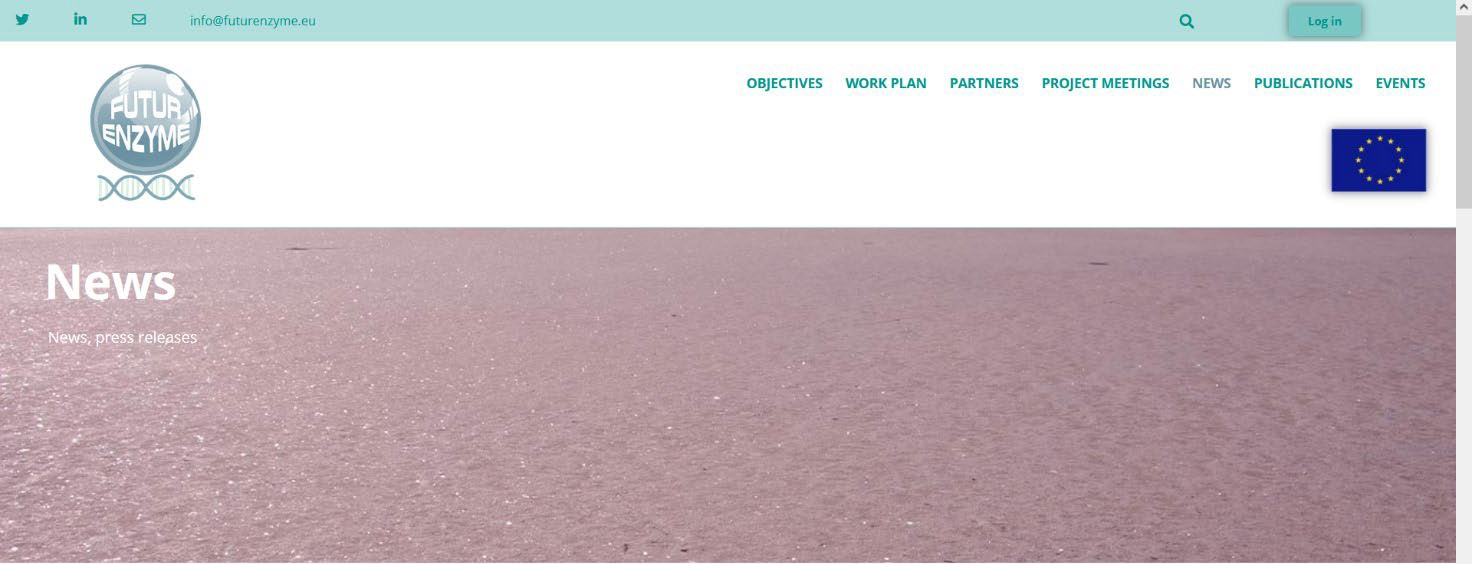 info@futurenzyme.eu
Log in
FUTUR
ENZYME
OBJECTIVES WORK PLAN PARTNERS PROJECT MEETINGS NEWS PUBLICATIONS EVENTS
News
News, press releases